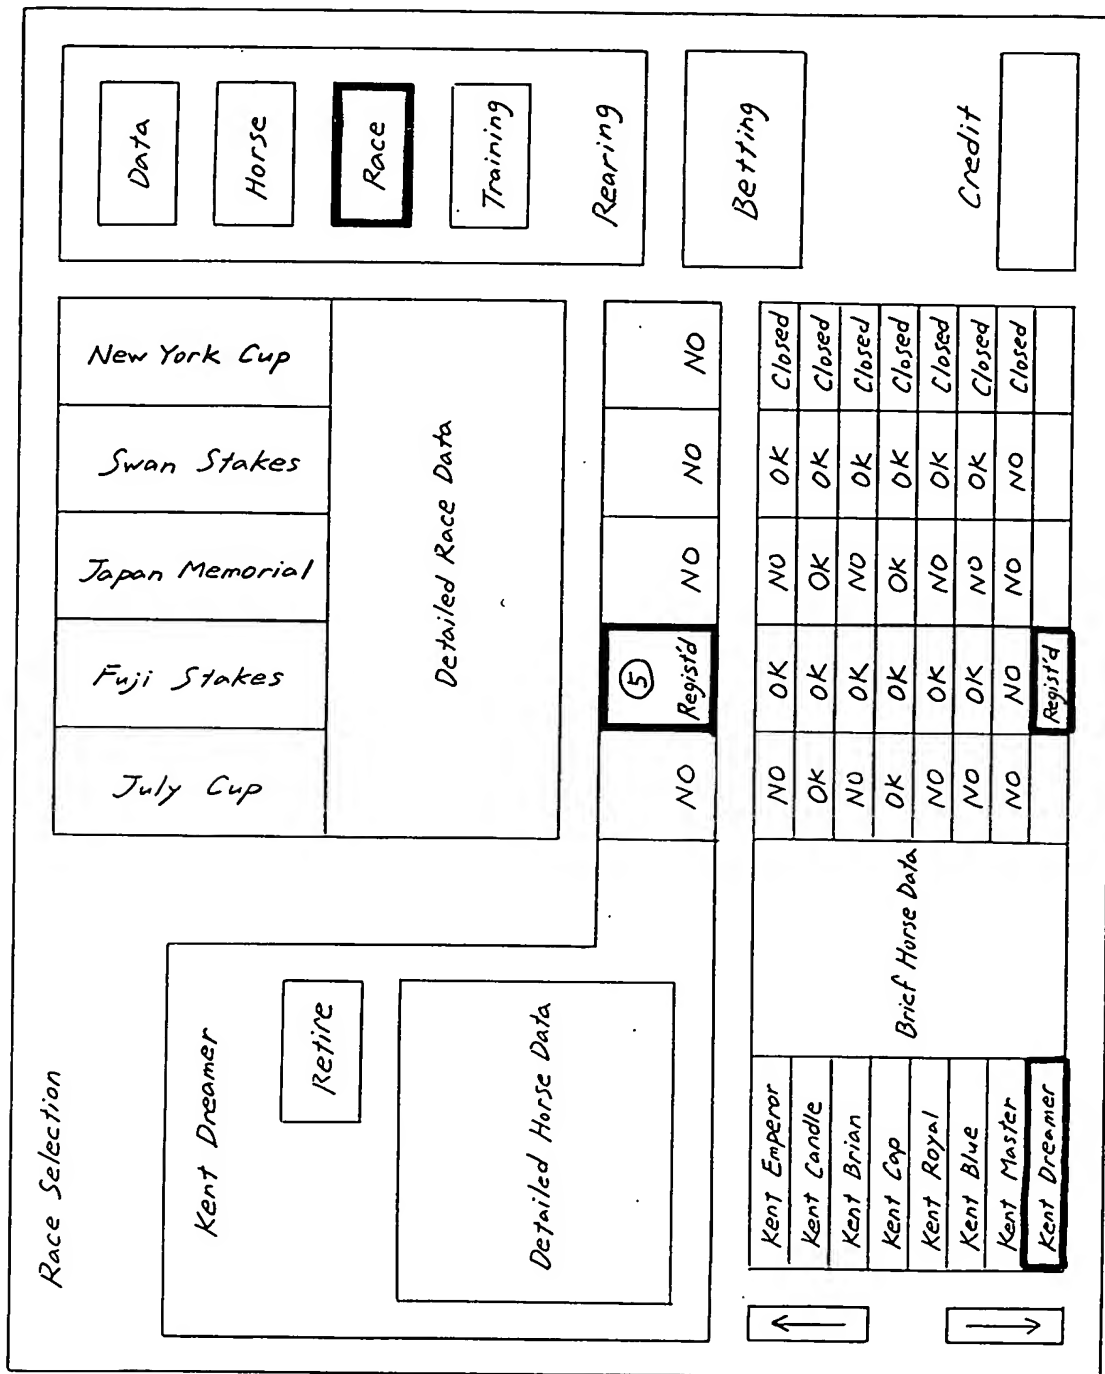 Race Selection
Kent Dreamer
Retire
Detailed Horse Data
July Cup
Fuji Stakes
Japan Memorial
Swan Stakes
New York Cup
Detailed Race Data
5
NO Regist'd NO NO NO
Data
Horse
Race
Training
Rearing
Betting
Credit
Brief Horse Data
Kent Emperor NO OK NO OK Closed
Kent Candle OK OK OK OK Closed
Kent Brian NO OK NO OK Closed
Kent Cap OK OK OK OK Closed
Kent Royal NO OK NO OK Closed
Kent Blue NO OK NO OK Closed
Kent Master NO NO NO NO Closed
Kent Dreamer Regist'd